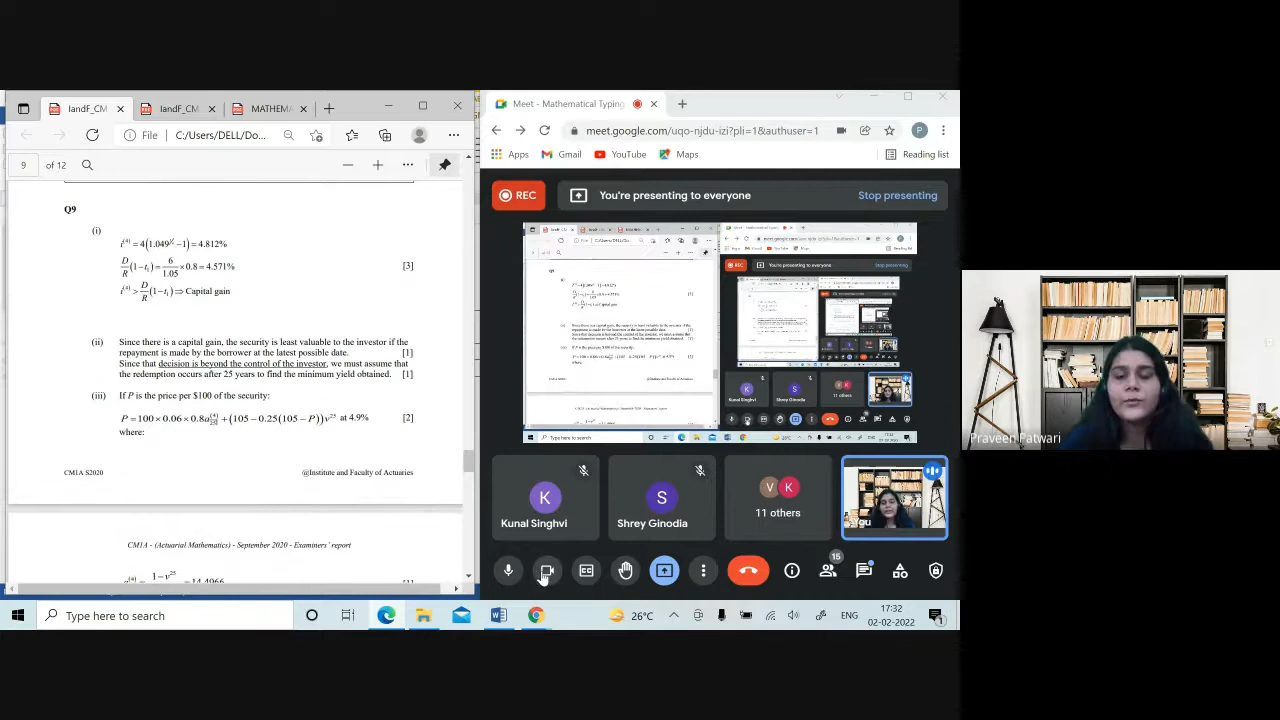 IandF_CM
IandF_CM
MATHEMA
File
C:/Users/DELL/Do...
9
of 12
Q9
(i)
i⁽⁴⁾ = 4(1.049^¼ − 1) = 4.812%
D/R (1−t₁) = 6/1.05 × 0.8 = 4.571%
[3]
⇒ Capital gain
(ii)
Since there is a capital gain, the security is least valuable to the investor if the
repayment is made by the borrower at the latest possible date.
[1]
Since that decision is beyond the control of the investor, we must assume that
the redemption occurs after 25 years to find the minimum yield obtained.
[1]
(iii)
If P is the price per $100 of the security:
P = 100 × 0.06 × 0.8a + (105 − 0.25(105 − P))v²⁵ at 4.9%
[2]
where:
CM1A S2020
@Institute and Faculty of Actuaries
CM1A - (Actuarial Mathematics) - September 2020 - Examiners' report
Meet - Mathematical Typing
meet.google.com/uqo-njdu-izi?pli=1&authuser=1
P
Apps
Gmail
YouTube
Maps
Reading list
REC
You're presenting to everyone
Stop presenting
K
Kunal Singhvi
S
Shrey Ginodia
V
K
11 others
You
15
Praveen Patwari
Type here to search
26°C
ENG
17:32
02-02-2022